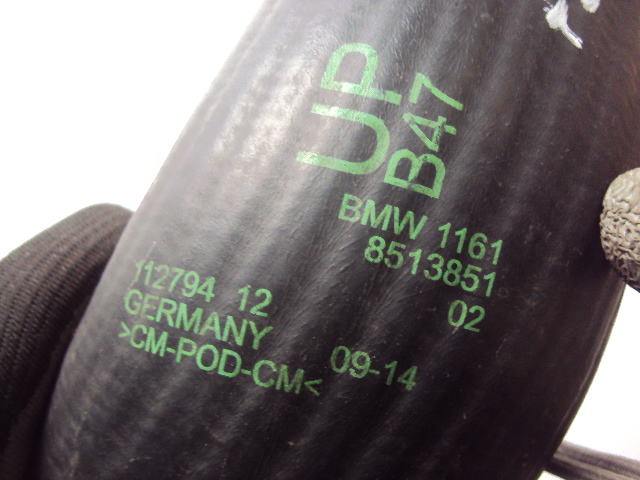 UP
B47
BMW 1161
8513851
02
112794 12
GERMANY
>CM-POD-CM<
09-14